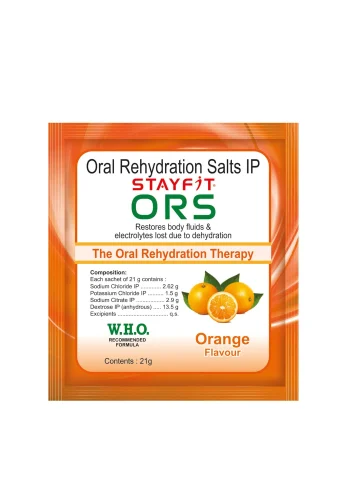 Oral Rehydration Salts IP
STAYFIT
ORS
Restores body fluids &
electrolytes lost due to dehydration
The Oral Rehydration Therapy
Composition:
Each sachet of 21 g contains :
Sodium Chloride IP ............ 2.62 g
Potassium Chloride IP ......... 1.5 g
Sodium Citrate IP ................ 2.9 g
Dextrose IP (anhydrous) ..... 13.5 g
Excipients ............................. q.s.
W.H.O.
RECOMMENDED
FORMULA
Contents : 21g
Orange
Flavour